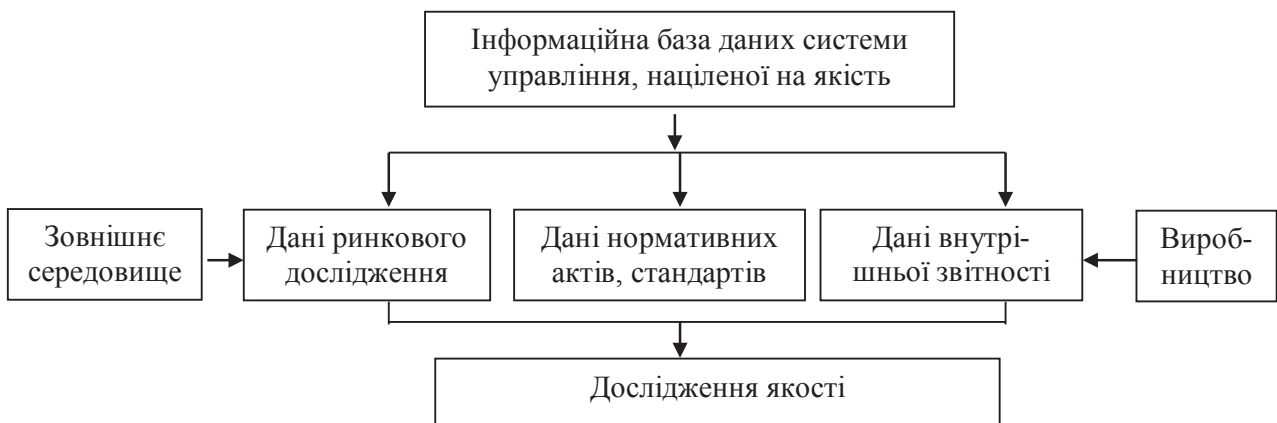 Інформаційна база даних системи
управління, націленої на якість
Зовнішнє
середовище
Дані ринкового
дослідження
Дані нормативних
актів, стандартів
Дані внутрі-
шньої звітності
Вироб-
ництво
Дослідження якості